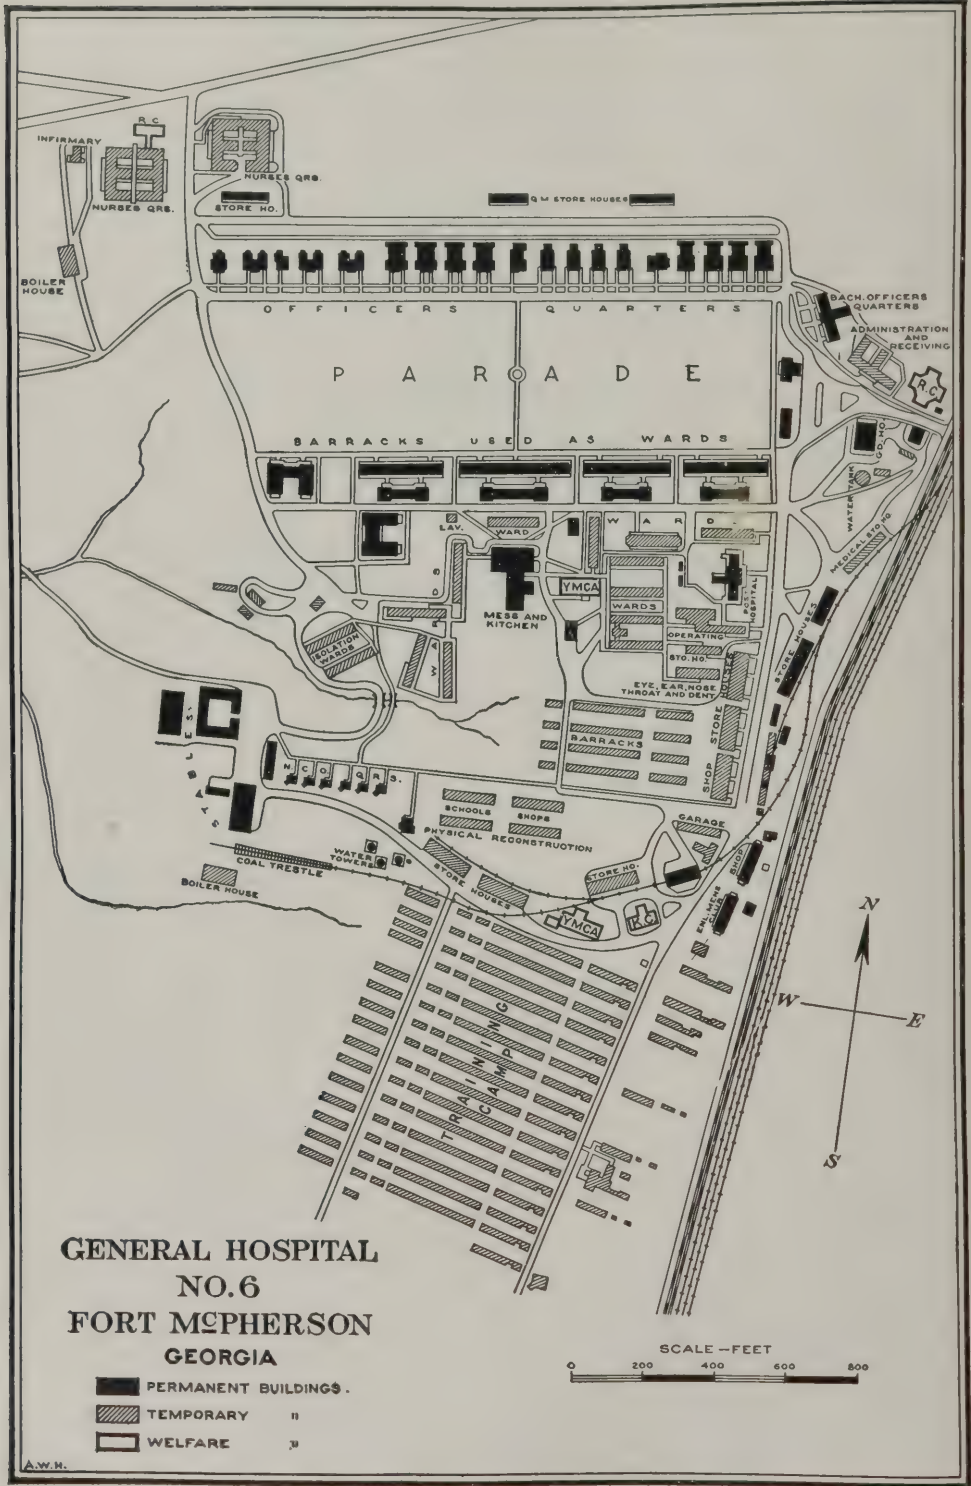 R.C
INFIRMARY
NURSES QRS.
NURSES QRS.
STORE HO.
Q M STORE HOUSES
BOILER
HOUSE
OFFICERS QUARTERS
BACH. OFFICERS
QUARTERS
ADMINISTRATION
AND
RECEIVING
R.C.
PARADE
BARRACKS USED AS WARDS
GD. HO.
WATER TANK
MEDICAL STO. HO.
LAV.
WARD
WARDS
WARDS
YMCA
MESS AND
KITCHEN
WARDS
POST
HOSPITAL
OPERATING
STO. HO.
EYE, EAR, NOSE
THROAT AND DENT.
ISOLATION
WARDS
STORE HOUSES
STORE HOUSES
SHOP
BARRACKS
STABLES.
N. C. O. QRS.
SCHOOLS
SHOPS
PHYSICAL RECONSTRUCTION
GARAGE
WATER
TOWERS
COAL TRESTLE
BOILER HOUSE
STORE HOUSES
STORE HO.
SHOP
ENL. MENS
CLUB
YMCA
K.C.
TRAINING
CAMP
N
W
E
S
GENERAL HOSPITAL
NO. 6
FORT McPHERSON
GEORGIA
PERMANENT BUILDINGS.
TEMPORARY "
WELFARE "
SCALE—FEET
0 200 400 600 800
A.W.H.